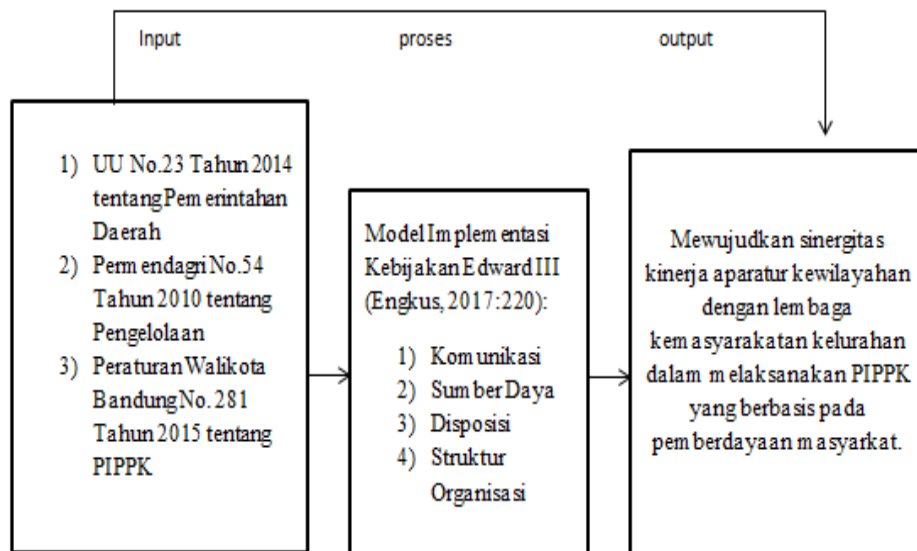 Input proses output
1) UU No.23 Tahun 2014
tentang Pemerintahan
Daerah
2) Permendagri No.54
Tahun 2010 tentang
Pengelolaan
3) Peraturan Walikota
Bandung No. 281
Tahun 2015 tentang
PIPPK
Model Implementasi
Kebijakan Edward III
(Engkus, 2017:220):
1) Komunikasi
2) Sumber Daya
3) Disposisi
4) Struktur
Organisasi
Mewujudkan sinergitas
kinerja aparatur kewilayahan
dengan lembaga
kemasyarakatan kelurahan
dalam melaksanakan PIPPK
yang berbasis pada
pemberdayaan masyarkat.